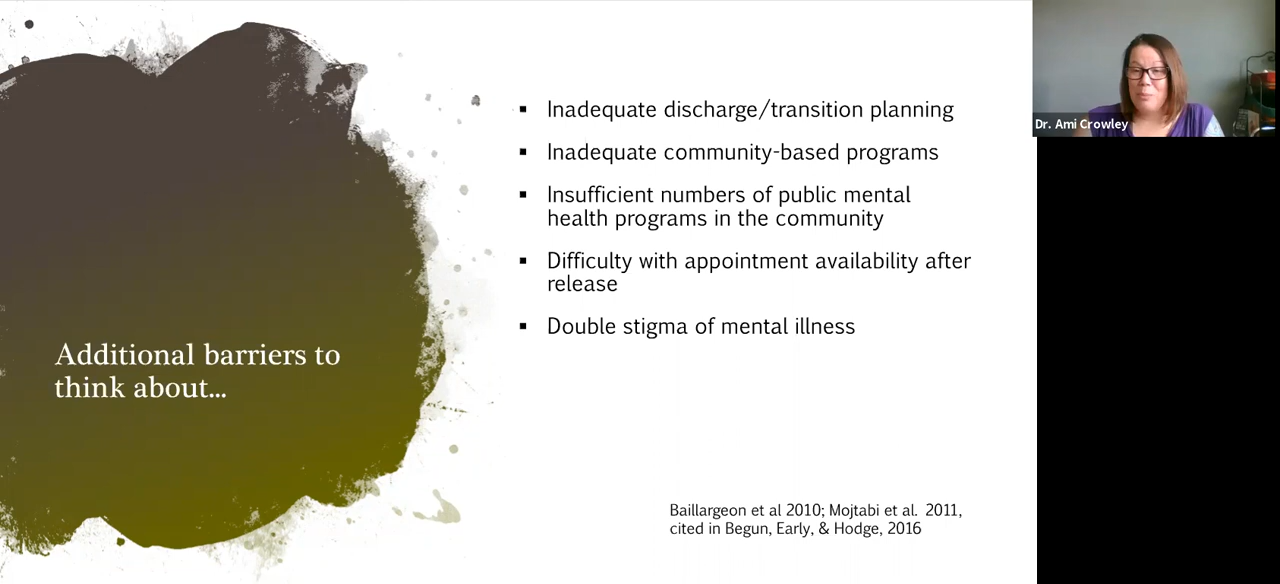 Additional barriers to
think about...
▪ Inadequate discharge/transition planning
▪ Inadequate community-based programs
▪ Insufficient numbers of public mental
health programs in the community
▪ Difficulty with appointment availability after
release
▪ Double stigma of mental illness
Baillargeon et al 2010; Mojtabi et al. 2011,
cited in Begun, Early, & Hodge, 2016
Dr. Ami Crowley